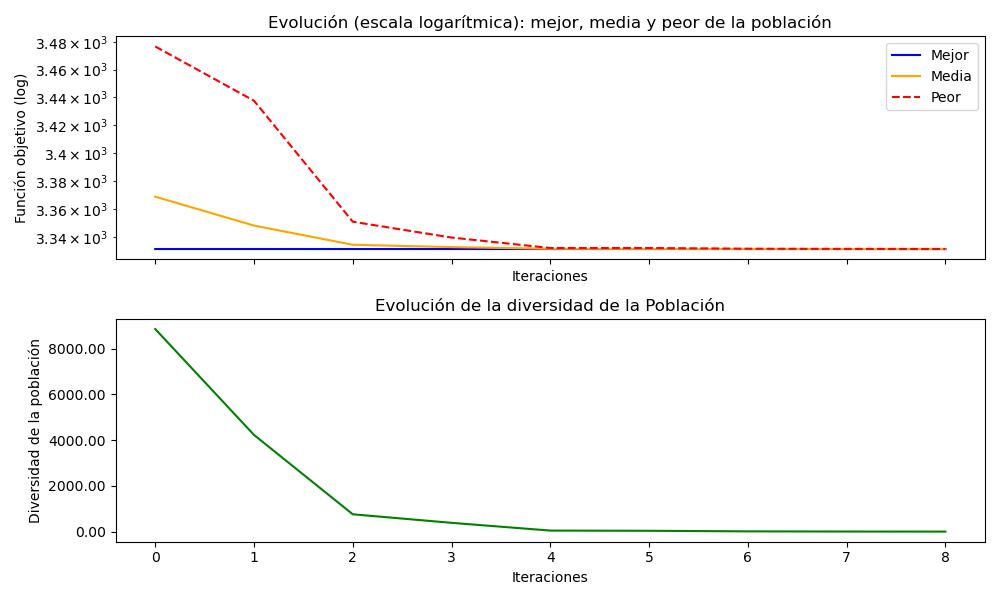 Evolución (escala logarítmica): mejor, media y peor de la población
Función objetivo (log)
3.48 × 10³
3.46 × 10³
3.44 × 10³
3.42 × 10³
3.4 × 10³
3.38 × 10³
3.36 × 10³
3.34 × 10³
Mejor
Media
Peor
Iteraciones
Evolución de la diversidad de la Población
Diversidad de la población
8000.00
6000.00
4000.00
2000.00
0.00
0 1 2 3 4 5 6 7 8
Iteraciones